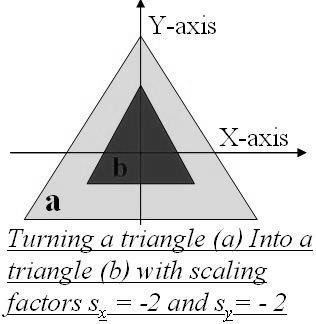 Y-axis
X-axis
b
a
Turning a triangle (a) Into a
triangle (b) with scaling
factors sx = -2 and sy = - 2